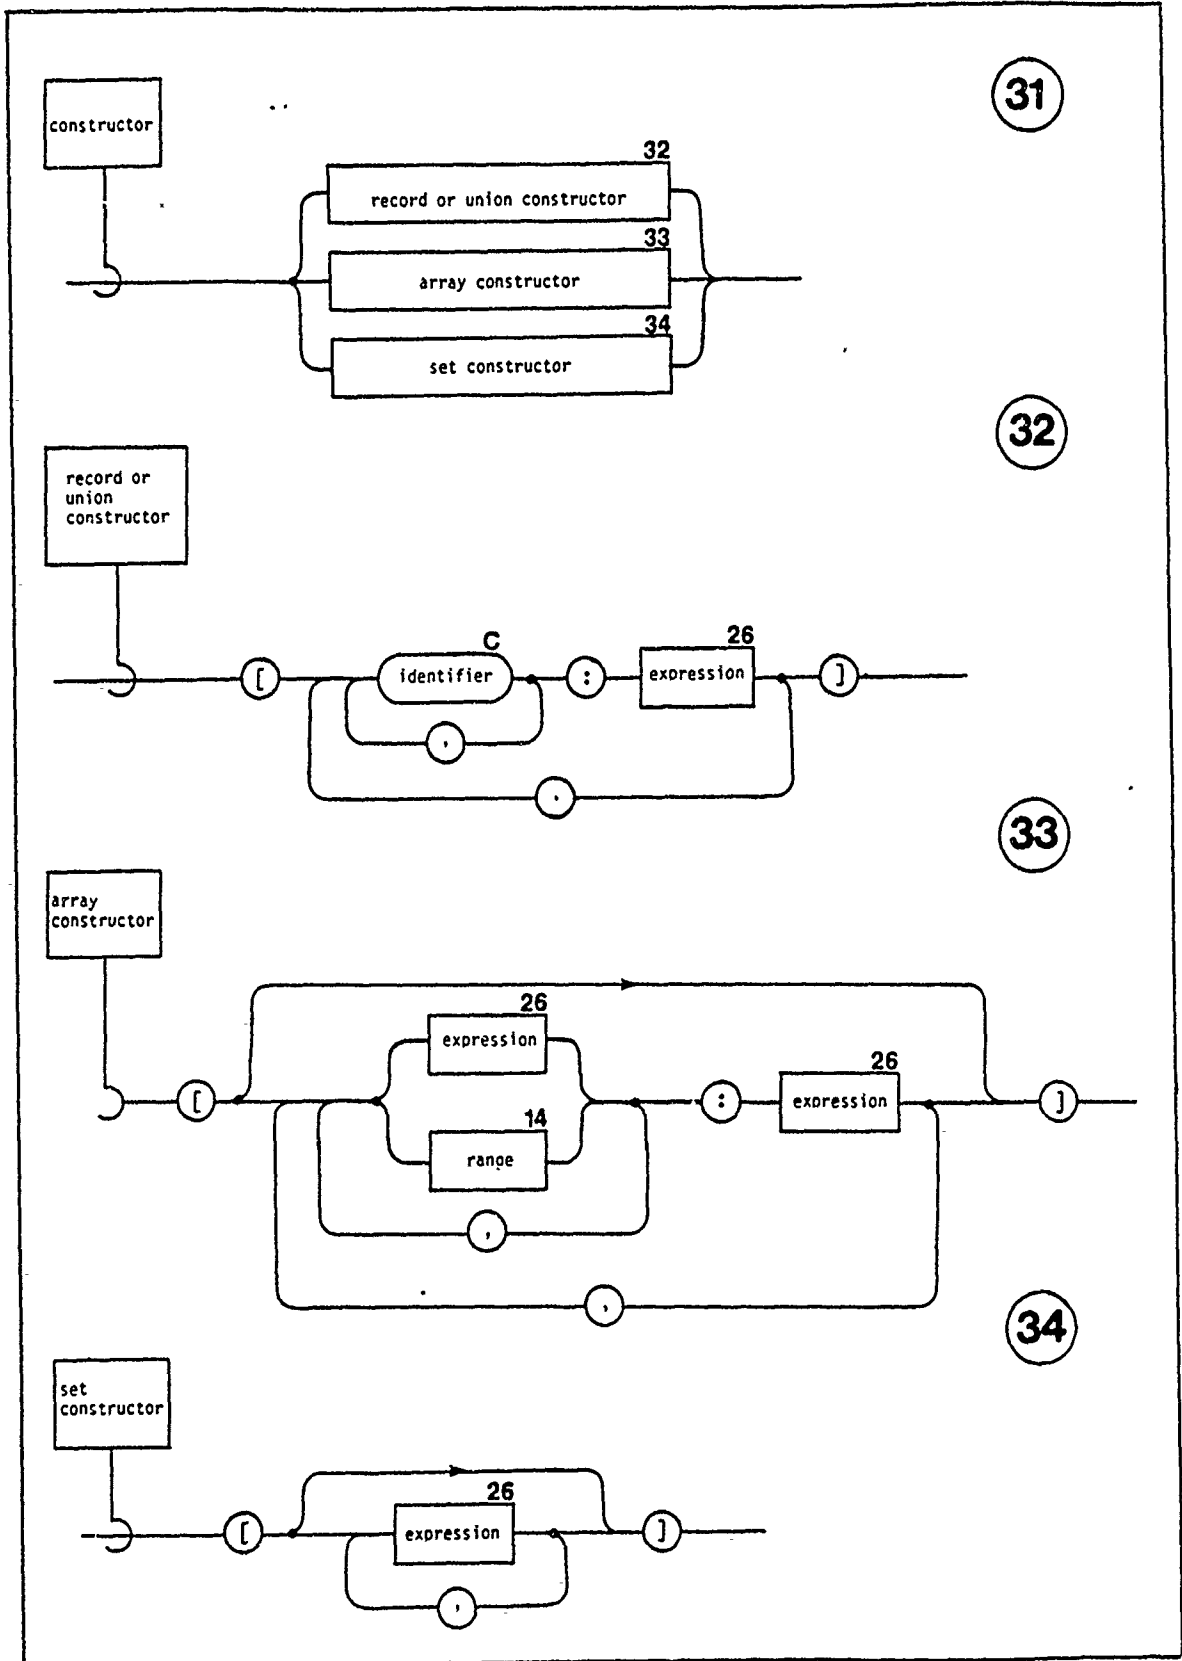 31
constructor
32
record or union constructor
33
array constructor
34
set constructor
32
record or
union
constructor
C
26
[ identifier : expression ]
,
,
33
array
constructor
26
expression
26
[ : expression ]
14
range
,
,
34
set
constructor
26
[ expression ]
,